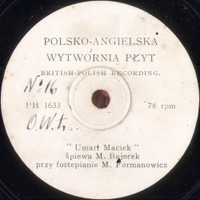 POLSKO-ANGIELSKA
WYTWÓRNIA PŁYT
BRITISH-POLISH RECORDING.
No 16
PH 1633 78 rpm
O.W.t.
" Umarł Maciek "
śpiewa M. Bajorek
przy fortepianie M. Formanowicz